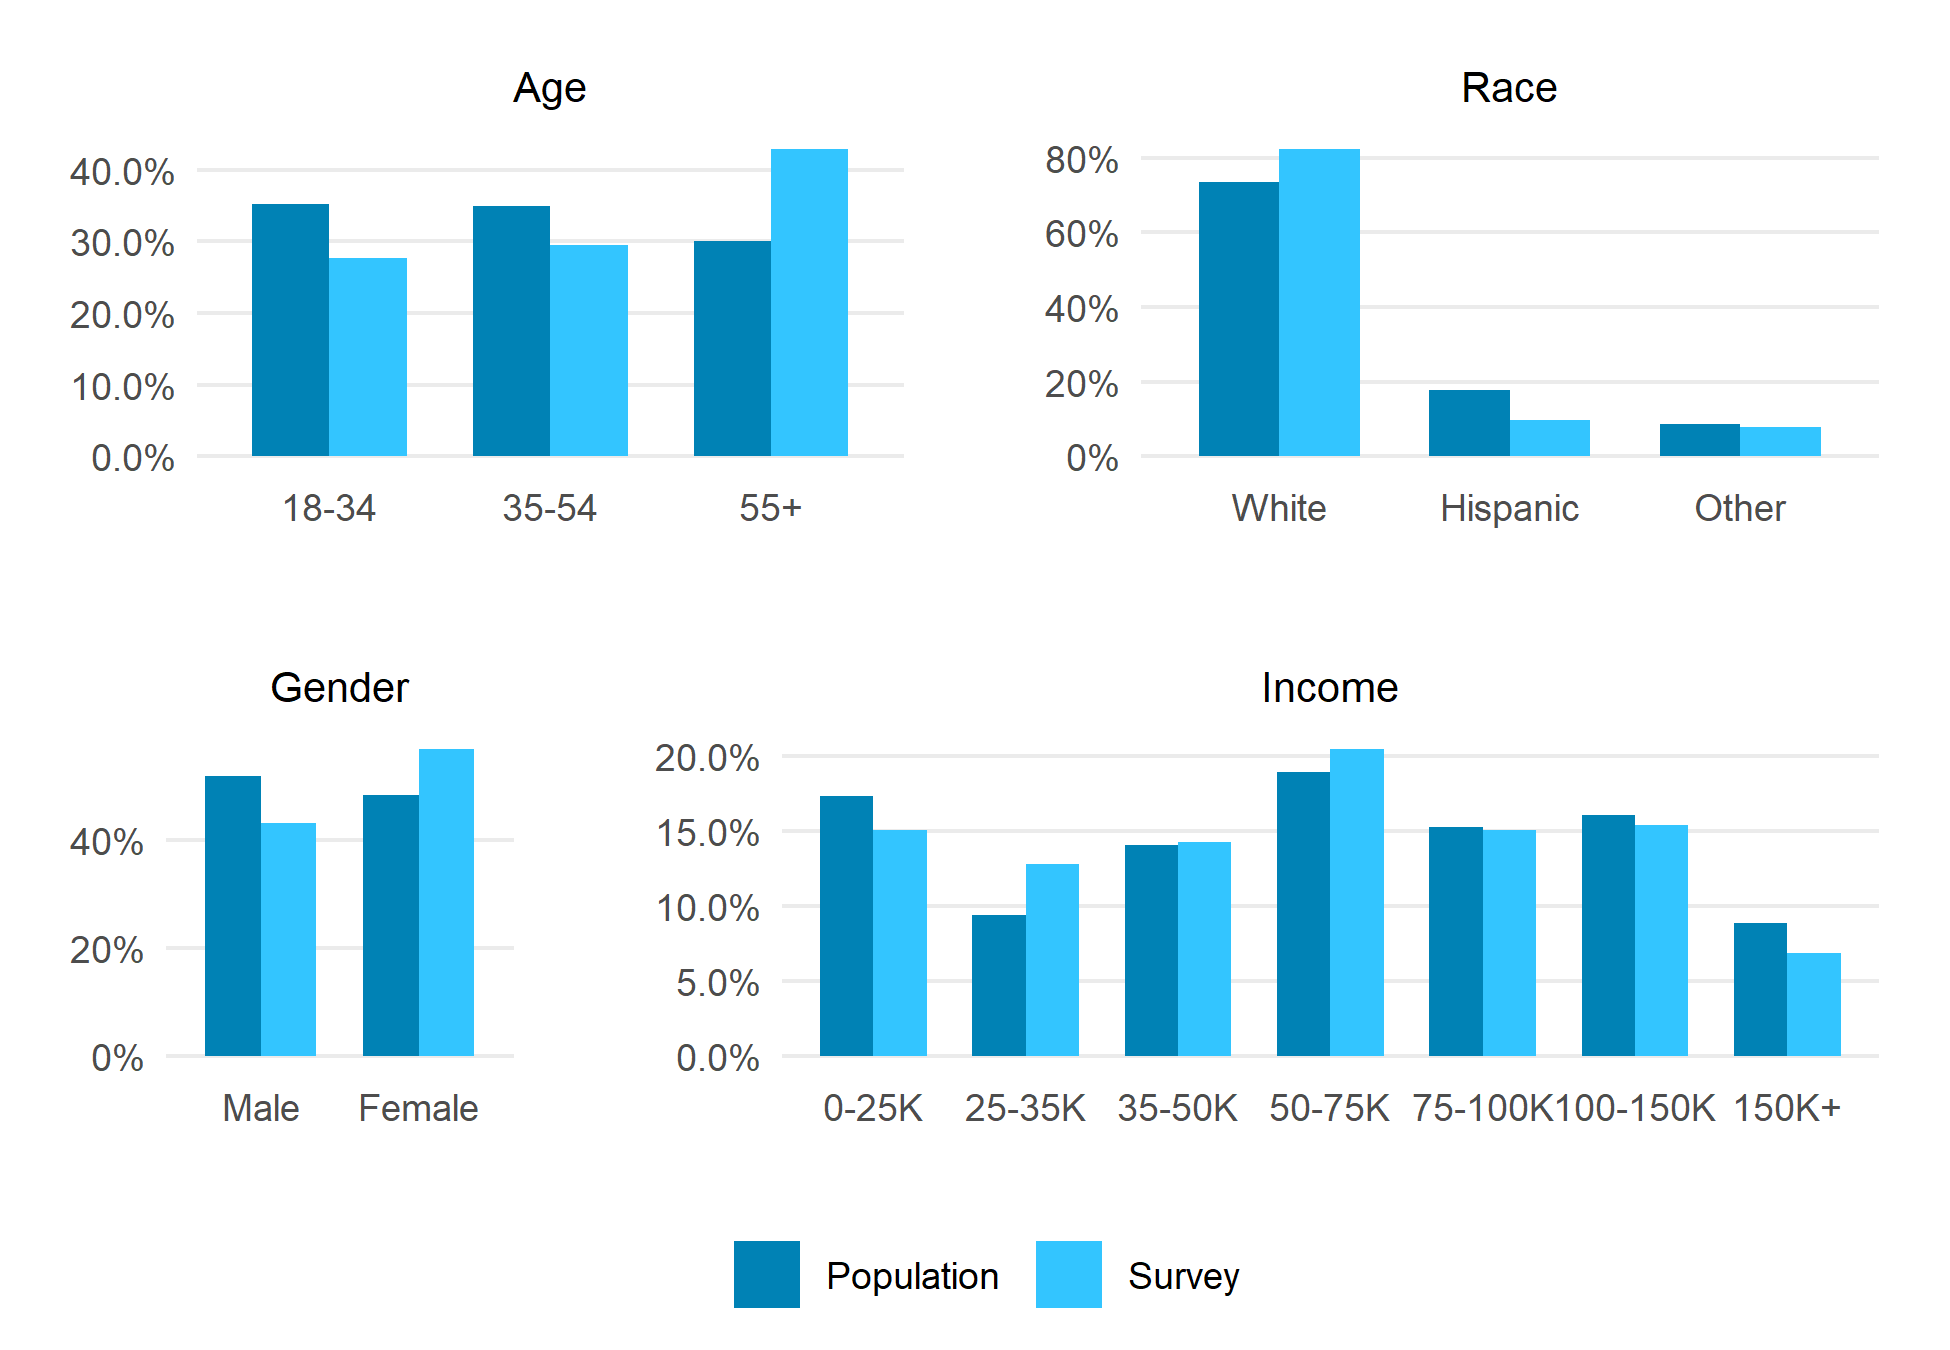 Age
40.0%
30.0%
20.0%
10.0%
0.0%
18-34 35-54 55+
Race
80%
60%
40%
20%
0%
White Hispanic Other
Gender
40%
20%
0%
Male Female
Income
20.0%
15.0%
10.0%
5.0%
0.0%
0-25K 25-35K 35-50K 50-75K 75-100K 100-150K 150K+
Population Survey